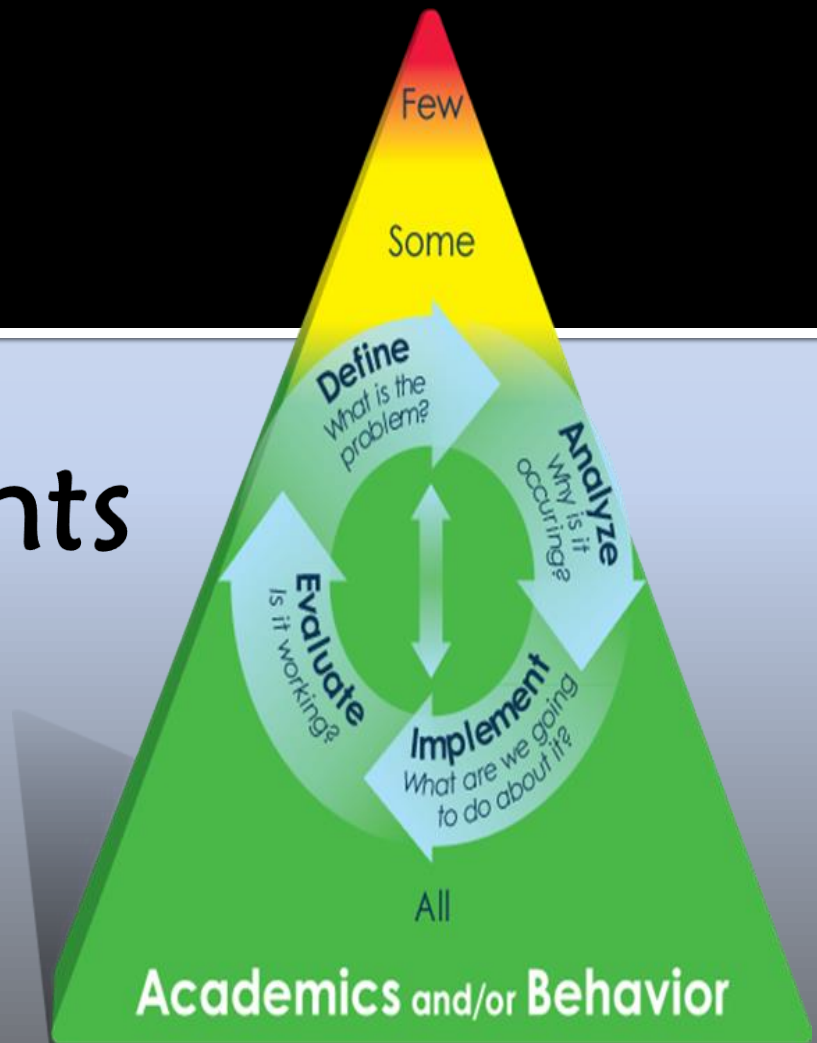 Few
Some
Define
What is the
problem?
Analyze
Why is it
occuring?
nts
Implement
What are we going
to do about it?
Evaluate
Is it working?
All
Academics and/or Behavior